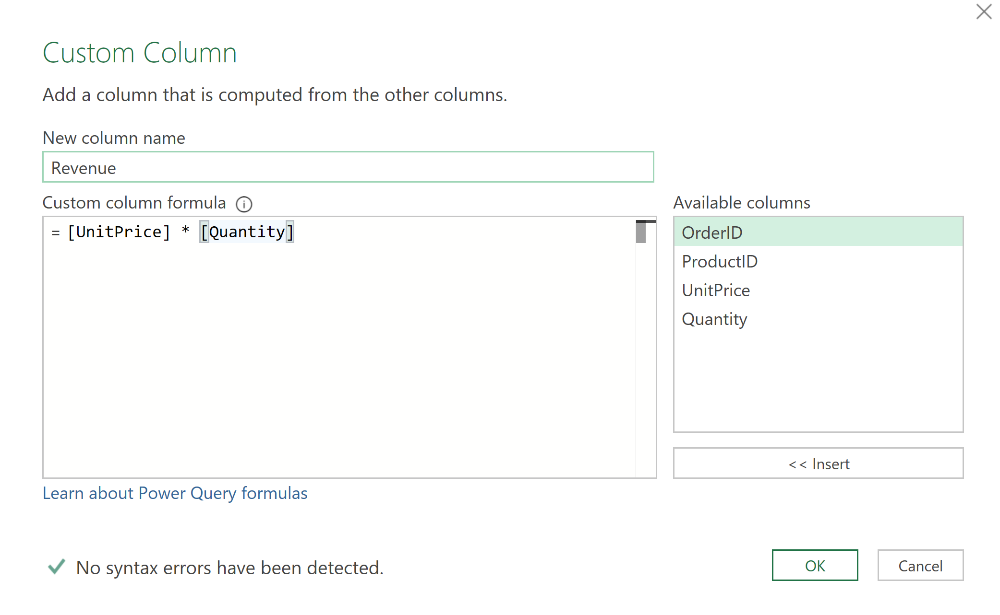 Custom Column
Add a column that is computed from the other columns.
New column name
Revenue
Custom column formula
= [UnitPrice] * [Quantity]
Available columns
OrderID
ProductID
UnitPrice
Quantity
<< Insert
Learn about Power Query formulas
No syntax errors have been detected.
OK
Cancel